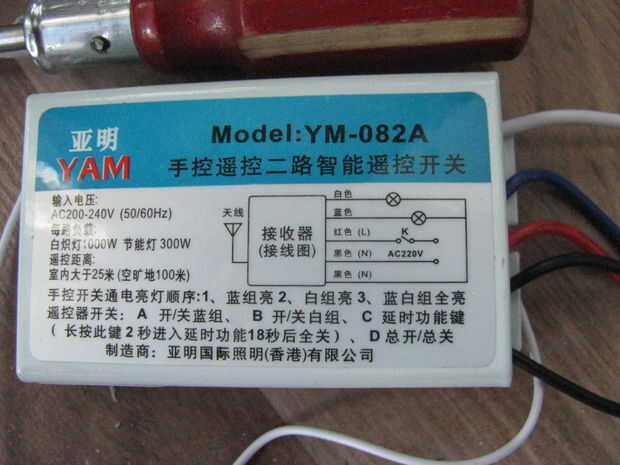 亚明
YAM
Model:YM-082A
手控遥控二路智能遥控开关
输入电压:
AC200-240V (50/60Hz)
每路负载:
白炽灯1000W 节能灯300W
遥控距离:
室内大于25米 (空旷地100米)
天线
接收器
(接线图)
白色
蓝色
红色 (L) K
黑色 (N) AC220V
黑色 (N)
手控开关通电亮灯顺序:1、蓝组亮 2、白组亮 3、蓝白组全亮
遥控器开关: A 开/关蓝组、 B 开/关白组、 C 延时功能键
( 长按此键2秒进入延时功能18秒后全关) 、 D 总开/总关
制造商: 亚明国际照明(香港)有限公司